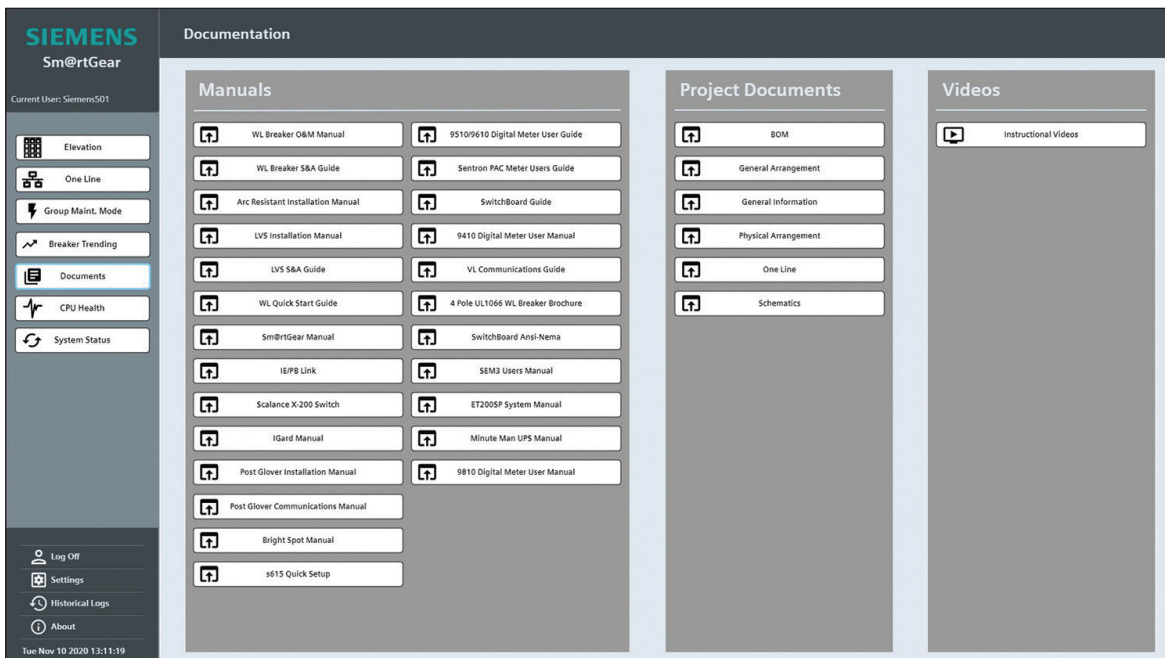 SIEMENS
Sm@rtGear
Current User: Siemens501
Elevation
One Line
Group Maint. Mode
Breaker Trending
Documents
CPU Health
System Status
Log Off
Settings
Historical Logs
About
Tue Nov 10 2020 13:11:19
Documentation
Manuals
WL Breaker O&M Manual
WL Breaker S&A Guide
Arc Resistant Installation Manual
LVS Installation Manual
LVS S&A Guide
WL Quick Start Guide
Sm@rtGear Manual
IE/PB Link
Scalance X-200 Switch
IGard Manual
Post Glover Installation Manual
Post Glover Communications Manual
Bright Spot Manual
s615 Quick Setup
9510/9610 Digital Meter User Guide
Sentron PAC Meter Users Guide
SwitchBoard Guide
9410 Digital Meter User Manual
VL Communications Guide
4 Pole UL1066 WL Breaker Brochure
SwitchBoard Ansi-Nema
SEM3 Users Manual
ET200SP System Manual
Minute Man UPS Manual
9810 Digital Meter User Manual
Project Documents
BOM
General Arrangement
General Information
Physical Arrangement
One Line
Schematics
Videos
Instructional Videos